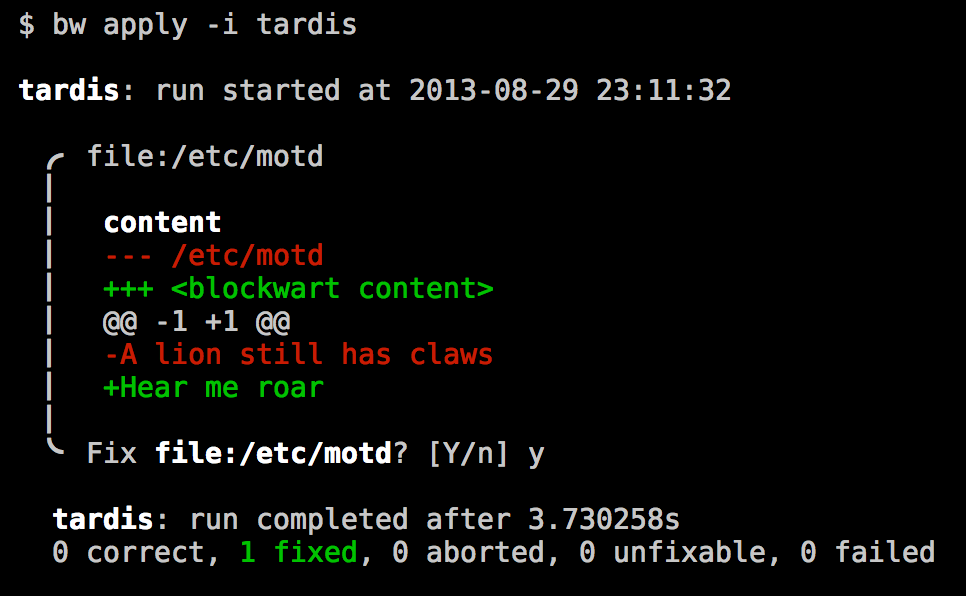 $ bw apply -i tardis
tardis: run started at 2013-08-29 23:11:32
file:/etc/motd
content
--- /etc/motd
+++ <blockwart content>
@@ -1 +1 @@
-A lion still has claws
+Hear me roar
Fix file:/etc/motd? [Y/n] y
tardis: run completed after 3.730258s
0 correct, 1 fixed, 0 aborted, 0 unfixable, 0 failed